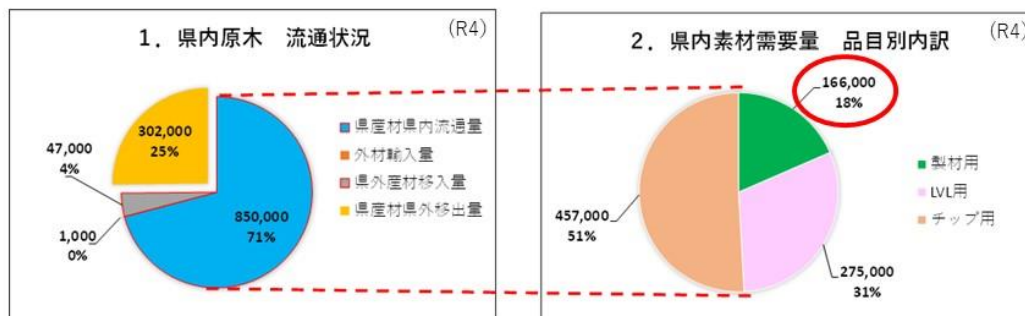 1．県内原木　流通状況
(R4)
302,000
25%
47,000
4%
1,000
0%
850,000
71%
県産材県内流通量
外材輸入量
県外産材移入量
県産材県外移出量
2．県内素材需要量　品目別内訳
(R4)
166,000
18%
457,000
51%
275,000
31%
製材用
LVL用
チップ用